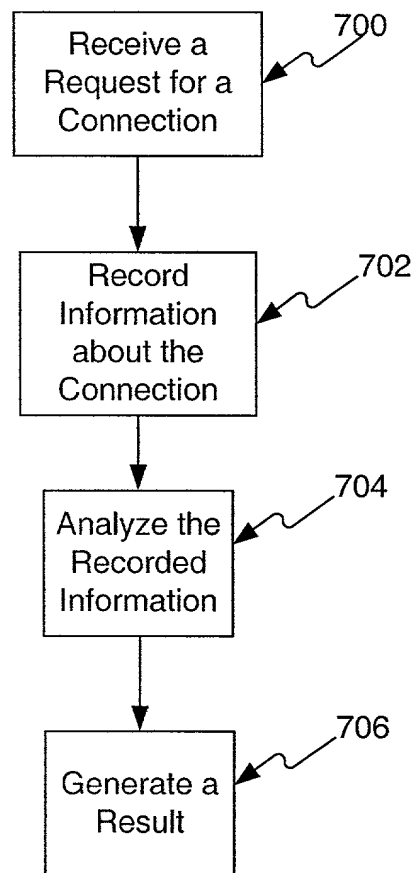 Receive a
Request for a
Connection
700
Record
Information
about the
Connection
702
Analyze the
Recorded
Information
704
Generate a
Result
706